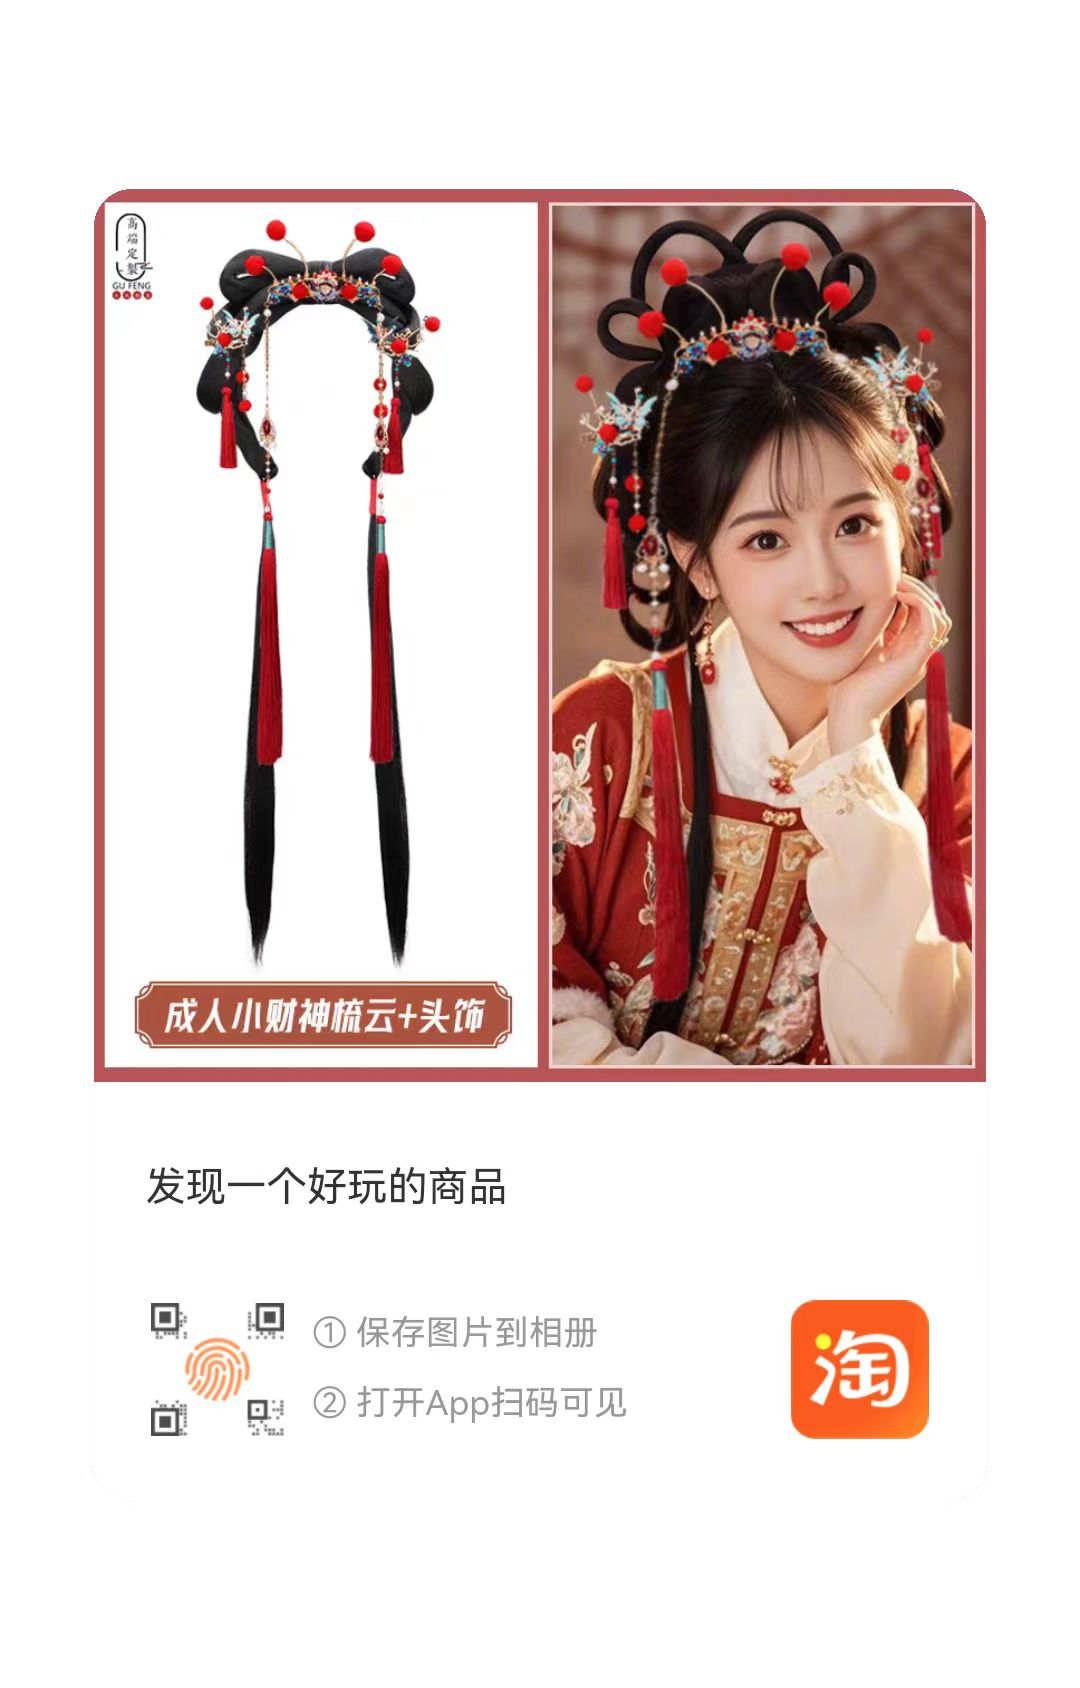 高端定製
GU FENG
成人小财神梳云+头饰
发现一个好玩的商品
① 保存图片到相册
② 打开App扫码可见
淘